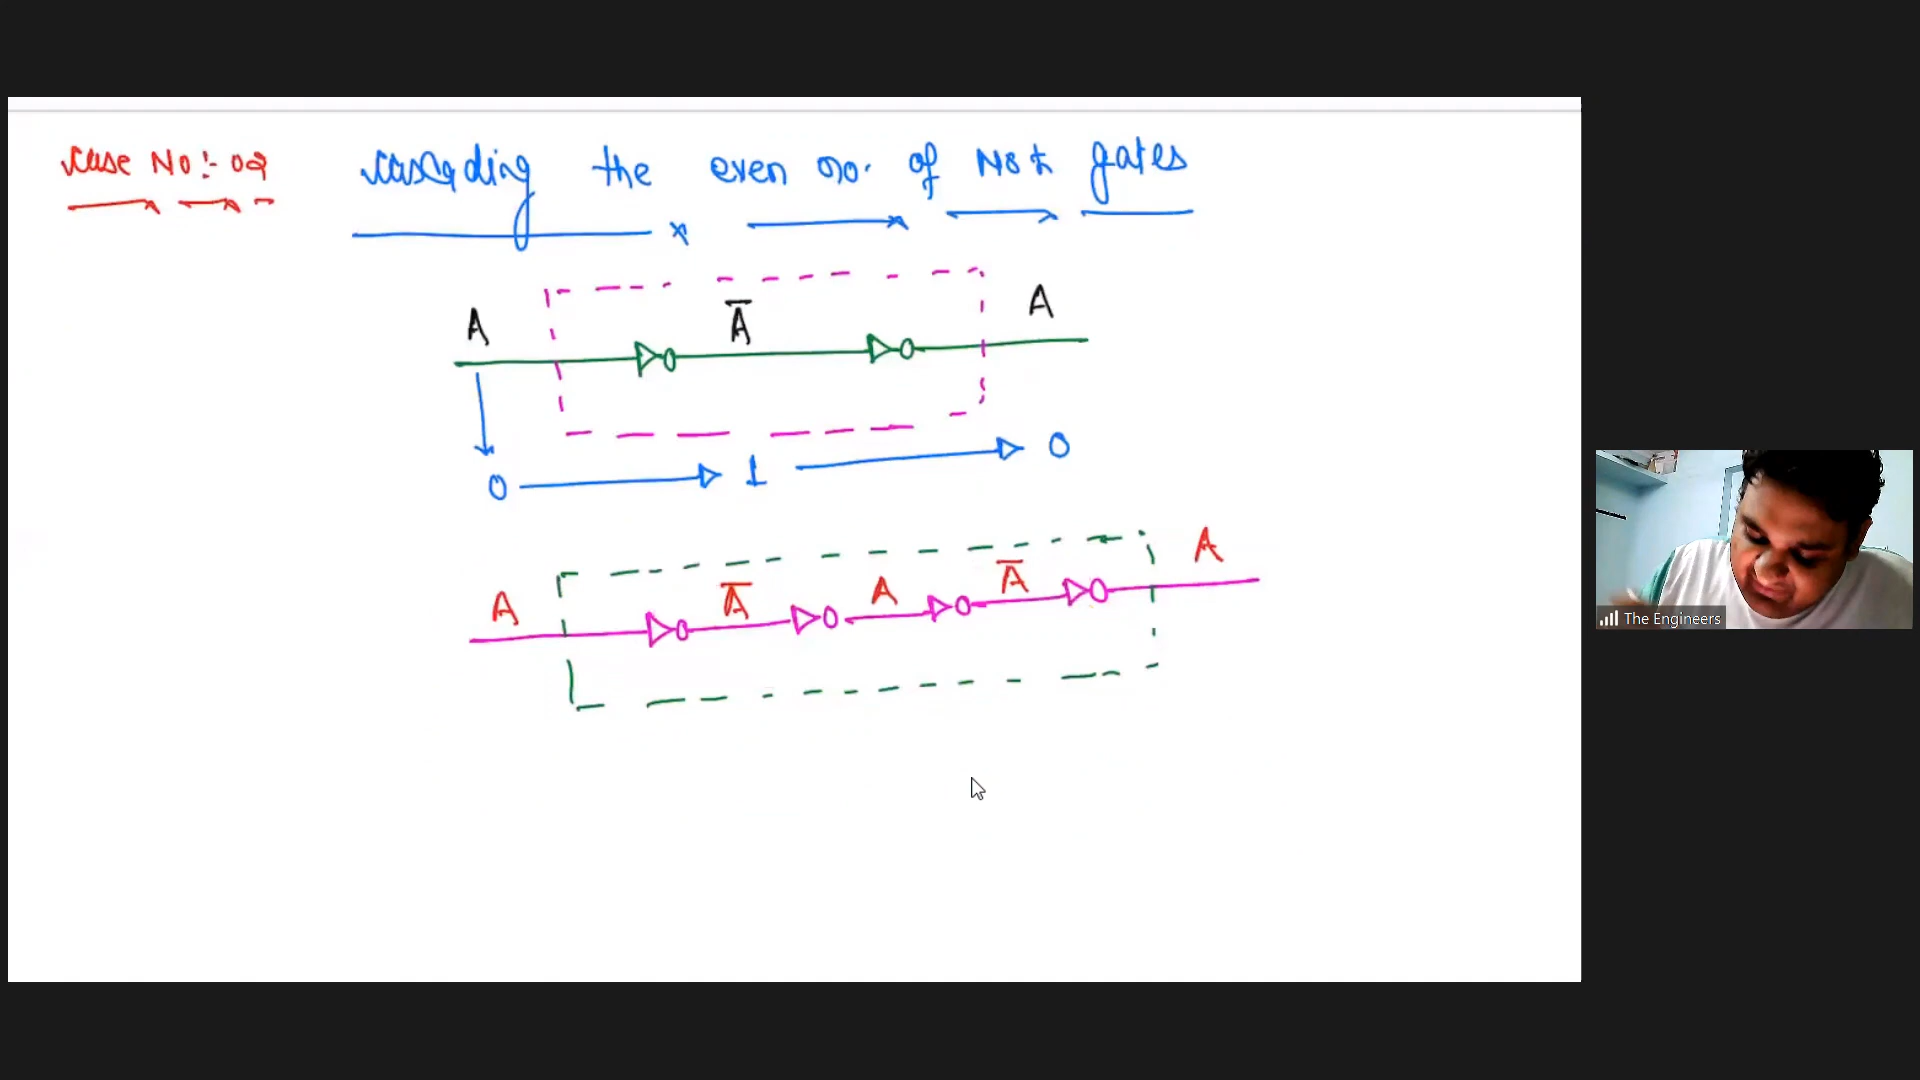 Case No:- 02 Cascading the even no. of Not gates
A Ā A
0 1 0
A Ā A Ā A
The Engineers